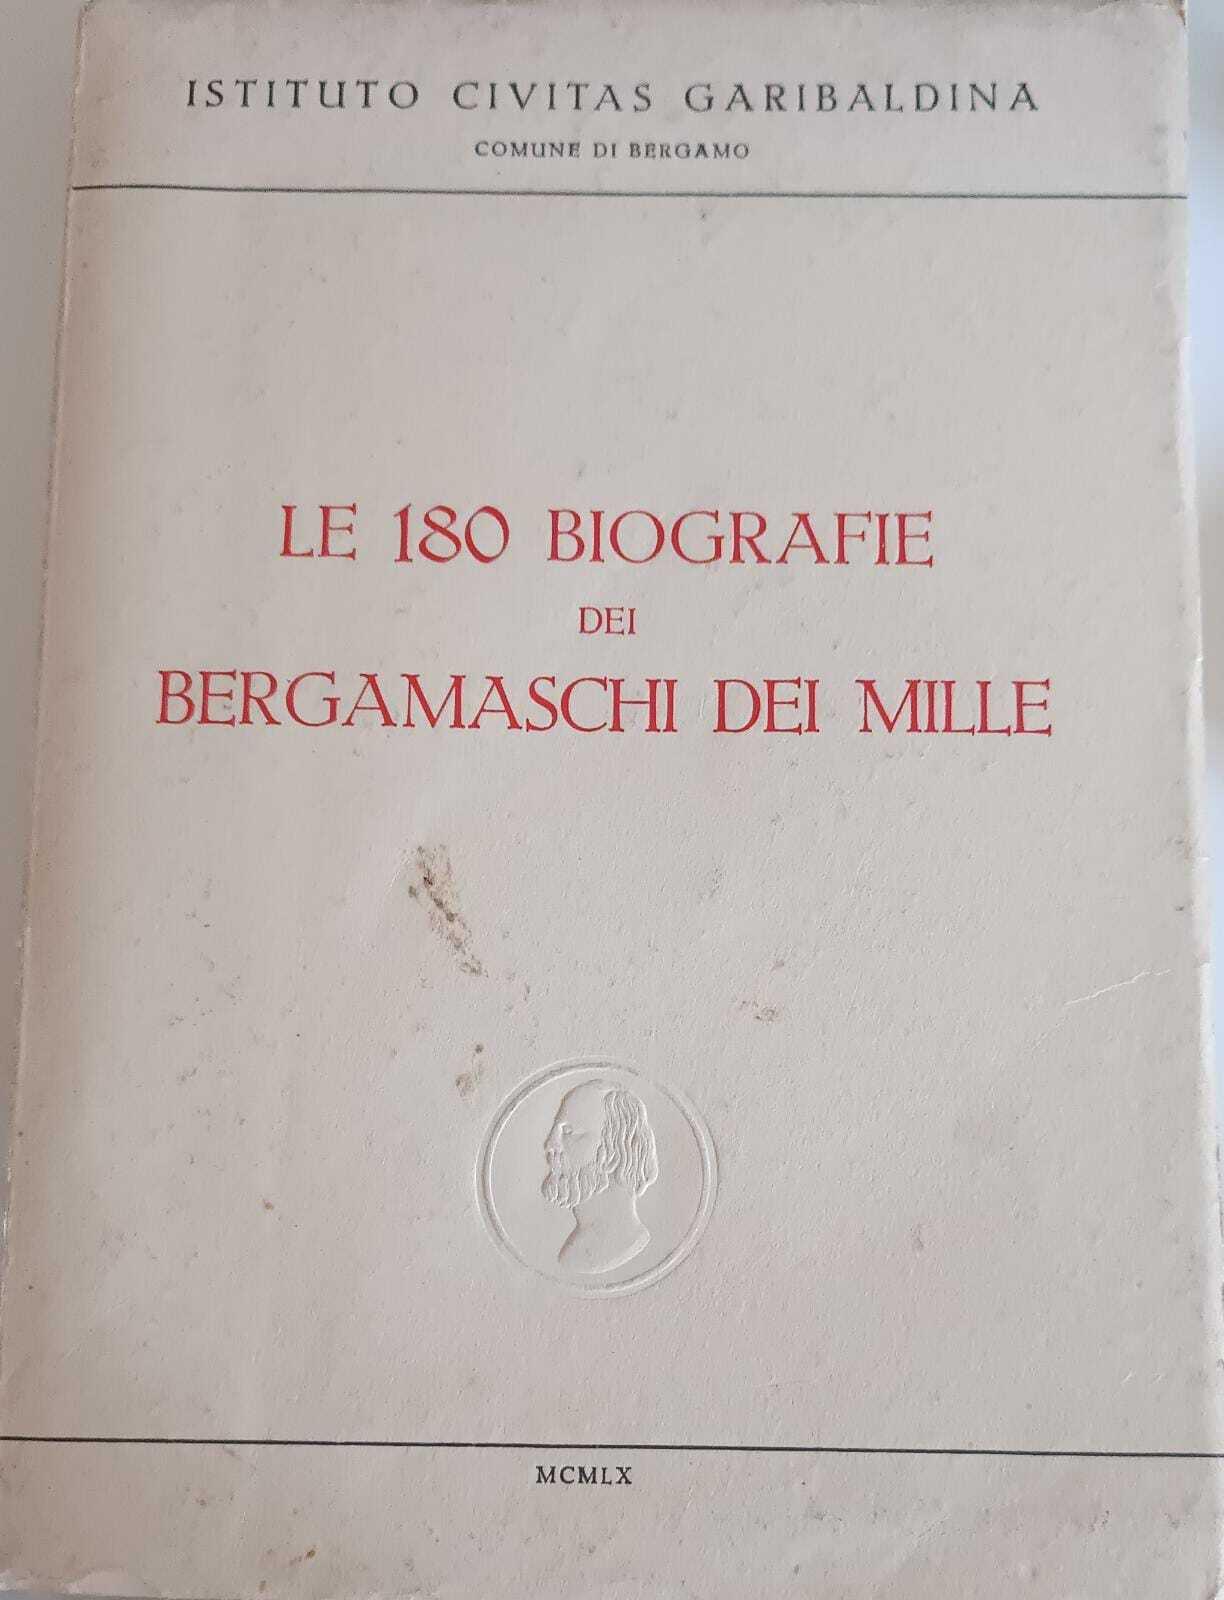 ISTITUTO CIVITAS GARIBALDINA
COMUNE DI BERGAMO
LE 180 BIOGRAFIE
DEI
BERGAMASCHI DEI MILLE
MCMLX